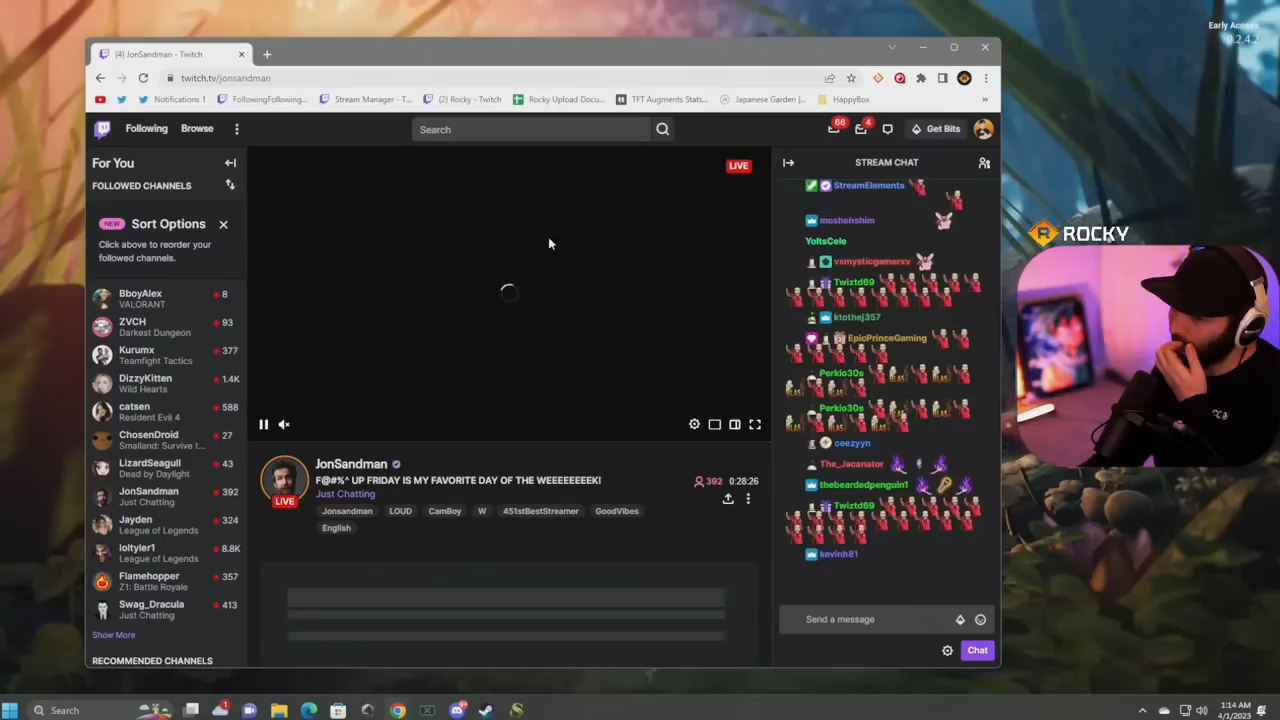 Early Access
0.2.4.2
(4) JonSandman - Twitch
twitch.tv/jonsandman
Notifications 1
FollowingFollowing...
Stream Manager - T...
(2) Rocky - Twitch
Rocky Upload Docu...
TFT Augments Stats...
Japanese Garden |...
HappyBox
Following
Browse
Search
66
4
Get Bits
For You
FOLLOWED CHANNELS
NEW
Sort Options
Click above to reorder your
followed channels.
BboyAlex
8
VALORANT
ZVCH
93
Darkest Dungeon
Kurumx
377
Teamfight Tactics
DizzyKitten
1.4K
Wild Hearts
catsen
588
Resident Evil 4
ChosenDroid
27
Smalland: Survive t...
LizardSeagull
43
Dead by Daylight
JonSandman
392
Just Chatting
Jayden
324
League of Legends
loltyler1
8.8K
League of Legends
Flamehopper
357
Z1: Battle Royale
Swag_Dracula
413
Just Chatting
Show More
RECOMMENDED CHANNELS
LIVE
JonSandman
F@#%^ UP FRIDAY IS MY FAVORITE DAY OF THE WEEEEEEEK!
392
0:28:26
Just Chatting
LIVE
Jonsandman
LOUD
CamBoy
W
451stBestStreamer
GoodVibes
English
STREAM CHAT
StreamElements
moshehshim
YoltsCele
vxmysticgamerxv
Twiztd69
ktothej357
EpicPrinceGaming
Perkio30s
Perkio30s
ceezyyn
The_Jacanator
thebeardedpenguin1
Twiztd69
kevinh81
Send a message
Chat
R ROCKY
Search
1
1:14 AM
4/1/2023